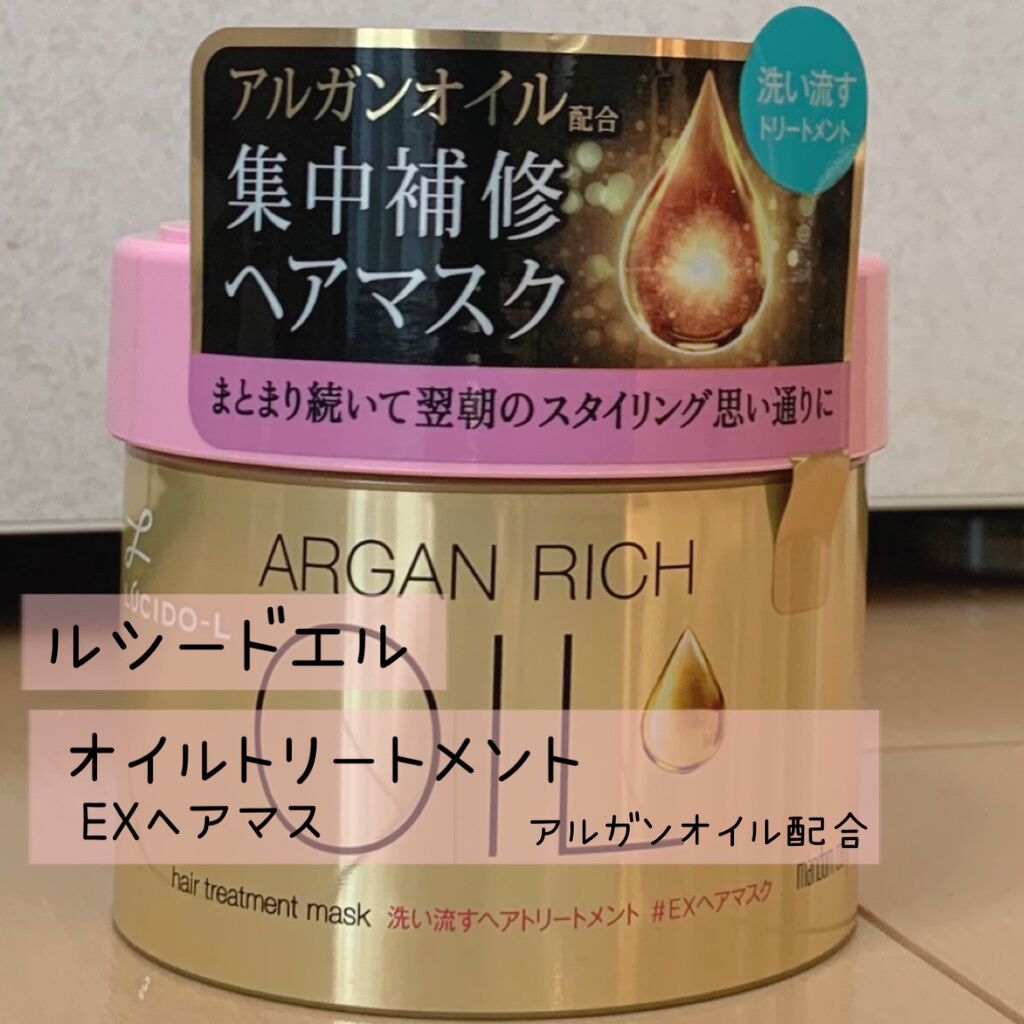 アルガンオイル配合
集中補修
ヘアマスク
洗い流す
トリートメント
まとまり続いて翌朝のスタイリング思い通りに
L
LUCIDO-L
ARGAN RICH
OIL
ルシードエル
オイルトリートメント
EXヘアマス
アルガンオイル配合
hair treatment mask 洗い流すヘアトリートメント #EXヘアマスク